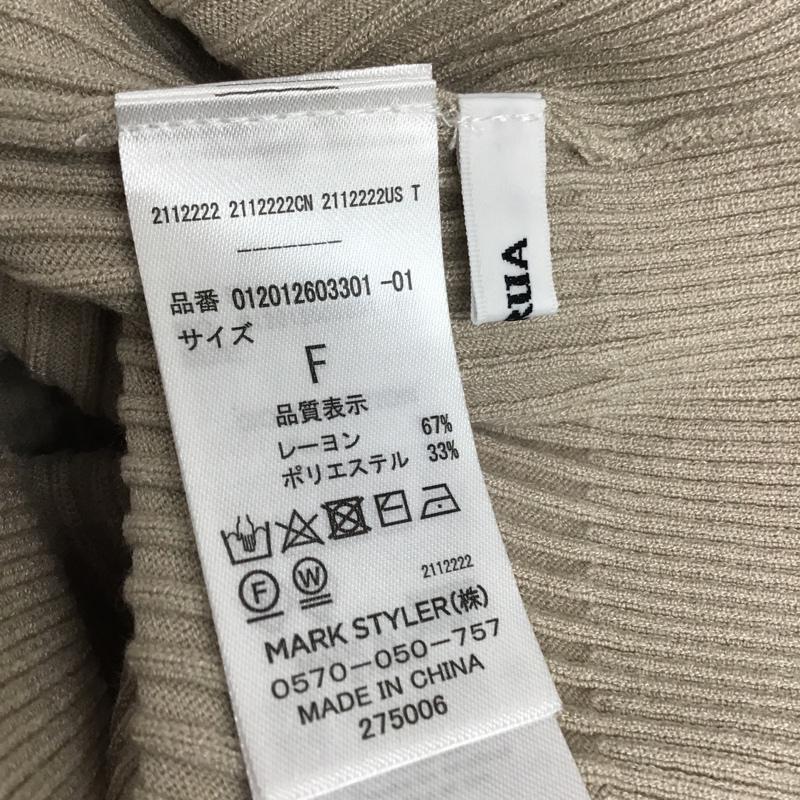 2112222 2112222CN 2112222US T
-------
品番 012012603301 -01
サイズ
F
品質表示
レーヨン 67%
ポリエステル 33%
F W
2112222
MARK STYLER(株)
0570-050-757
MADE IN CHINA
275006
RUA